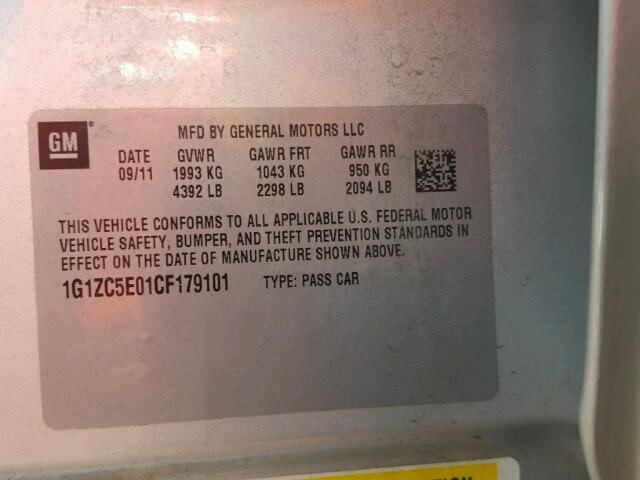 GM
MFD BY GENERAL MOTORS LLC
DATE GVWR GAWR FRT GAWR RR
09/11 1993 KG 1043 KG 950 KG
4392 LB 2298 LB 2094 LB
THIS VEHICLE CONFORMS TO ALL APPLICABLE U.S. FEDERAL MOTOR
VEHICLE SAFETY, BUMPER, AND THEFT PREVENTION STANDARDS IN
EFFECT ON THE DATE OF MANUFACTURE SHOWN ABOVE.
1G1ZC5E01CF179101 TYPE: PASS CAR